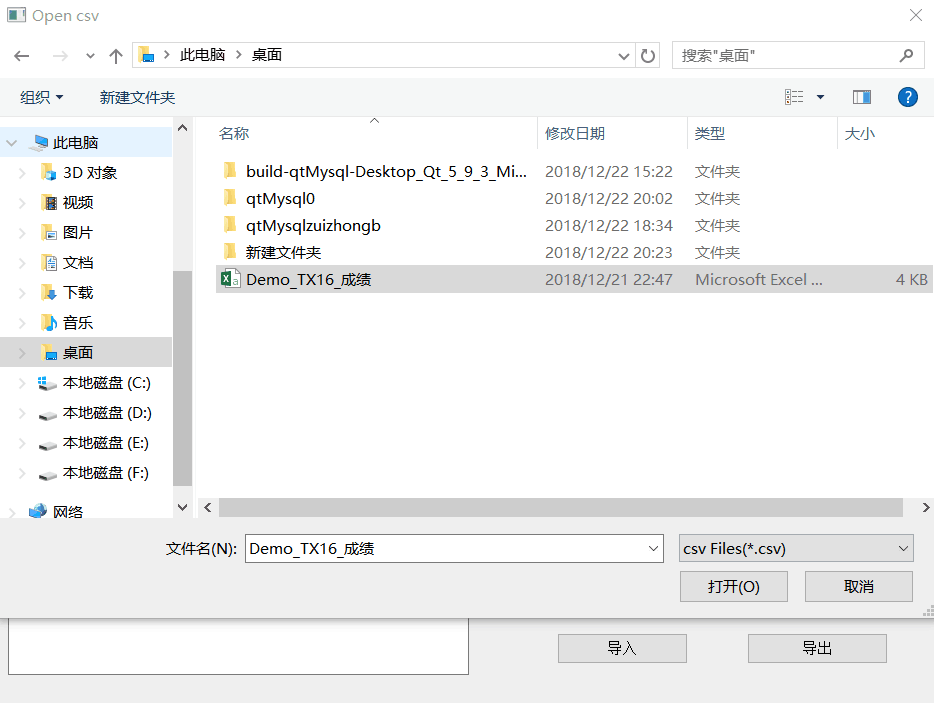 Open csv
此电脑 > 桌面
搜索"桌面"
组织
新建文件夹
名称 修改日期 类型 大小
此电脑
3D 对象
视频
图片
文档
下载
音乐
桌面
本地磁盘 (C:)
本地磁盘 (D:)
本地磁盘 (E:)
本地磁盘 (F:)
网络
build-qtMysql-Desktop_Qt_5_9_3_Mi... 2018/12/22 15:22 文件夹
qtMysql0 2018/12/22 20:02 文件夹
qtMysqlzuizhongb 2018/12/22 18:34 文件夹
新建文件夹 2018/12/22 20:23 文件夹
Demo_TX16_成绩 2018/12/21 22:47 Microsoft Excel ... 4 KB
文件名(N): Demo_TX16_成绩 csv Files(*.csv)
打开(O) 取消
导入 导出